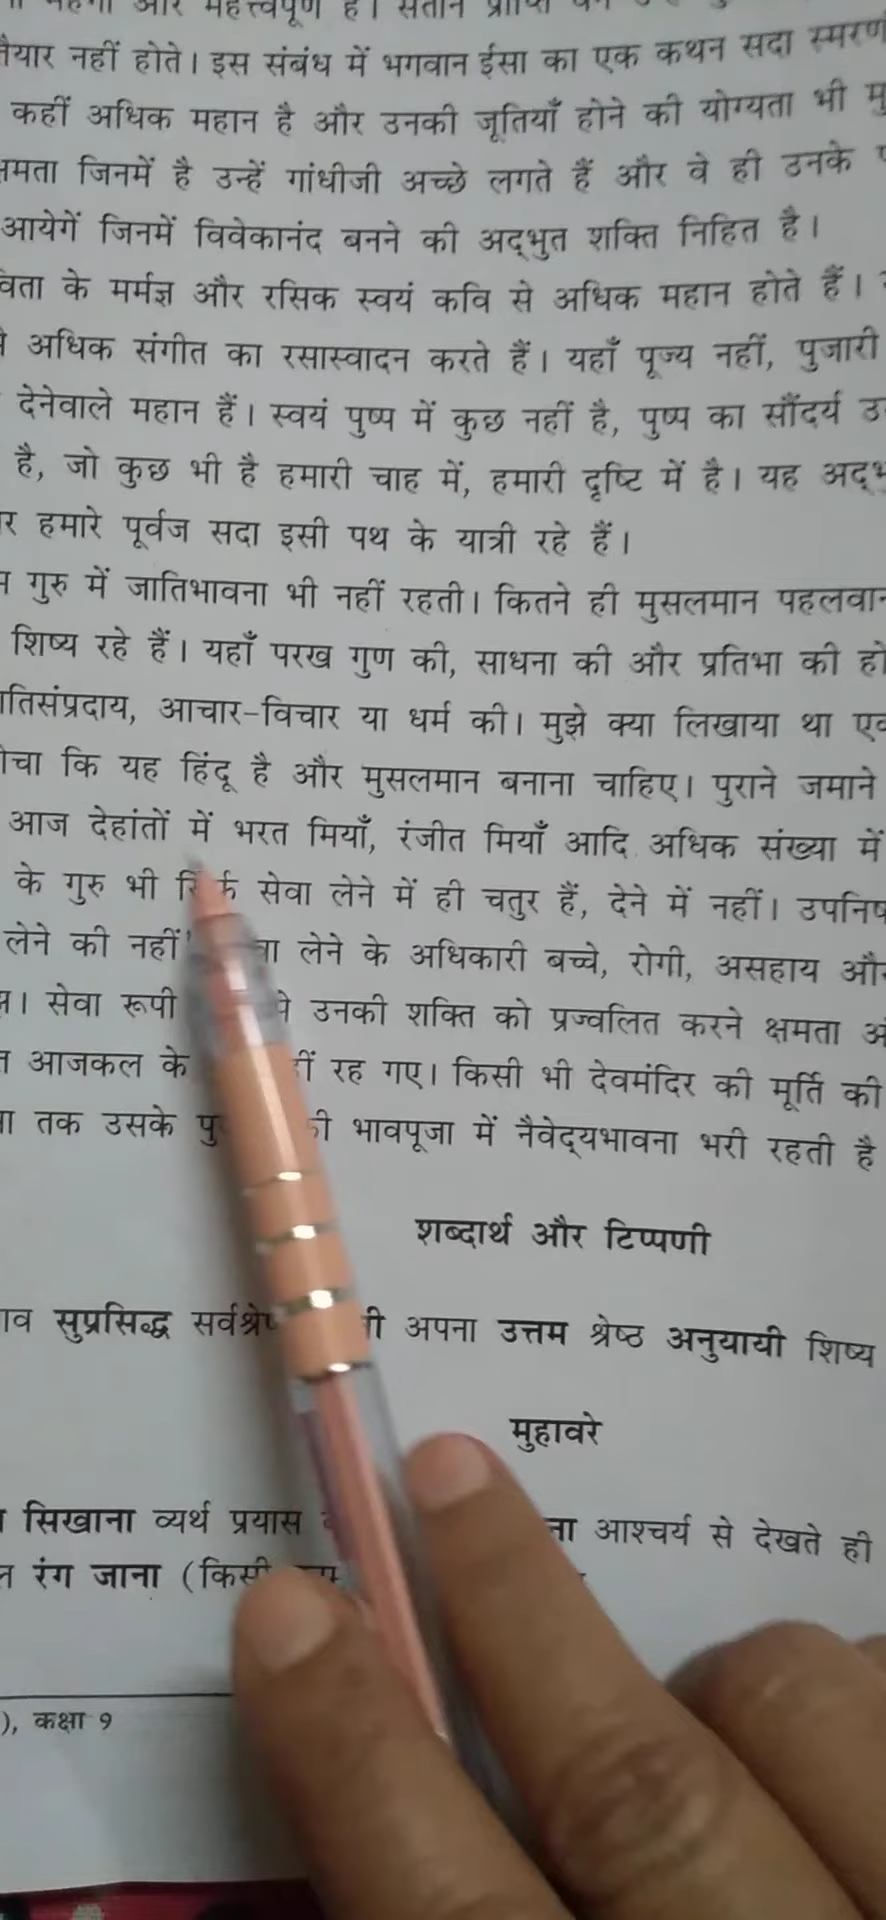 तैयार नहीं होते। इस संबंध में भगवान ईसा का एक कथन सदा स्मरण
कहीं अधिक महान है और उनकी जूतियाँ होने की योग्यता भी मु
क्षमता जिनमें है उन्हें गांधीजी अच्छे लगते हैं और वे ही उनके
आयेगें जिनमें विवेकानंद बनने की अद्भुत शक्ति निहित है।
के मर्मज्ञ और रसिक स्वयं कवि से अधिक महान होते हैं।
अधिक संगीत का रसास्वादन करते हैं। यहाँ पूज्य नहीं, पुजारी
देनेवाले महान हैं। स्वयं पुष्प में कुछ नहीं है, पुष्प का सौंदर्य
है, जो कुछ भी है हमारी चाह में, हमारी दृष्टि में है। यह अद्भु
हमारे पूर्वज सदा इसी पथ के यात्री रहे हैं।
गुरु में जातिभावना भी नहीं रहती। कितने ही मुसलमान पहलवान
शिष्य रहे हैं। यहाँ परख गुण की, साधना की और प्रतिभा की हो
तिसंप्रदाय, आचार-विचार या धर्म की। मुझे क्या लिखाया था
चा कि यह हिंदू है और मुसलमान बनाना चाहिए। पुराने जमाने
आज देहांतों में भरत मियाँ, रंजीत मियाँ आदि अधिक संख्या में
के गुरु भी सेवा लेने में ही चतुर हैं, देने में नहीं। उपनिष
लेने की नहीं लेने के अधिकारी बच्चे, रोगी, असहाय
सेवा रूपी उनकी शक्ति को प्रज्वलित करने क्षमता
आजकल के रह गए। किसी भी देवमंदिर की मूर्ति की
तक उसके भावपूजा में नैवेद्यभावना भरी रहती है
शब्दार्थ और टिप्पणी
सुप्रसिद्ध अपना उत्तम श्रेष्ठ अनुयायी शिष्य
मुहावरे
सिखाना व्यर्थ प्रयास आश्चर्य से देखते ही
रंग जाना
), कक्षा 9